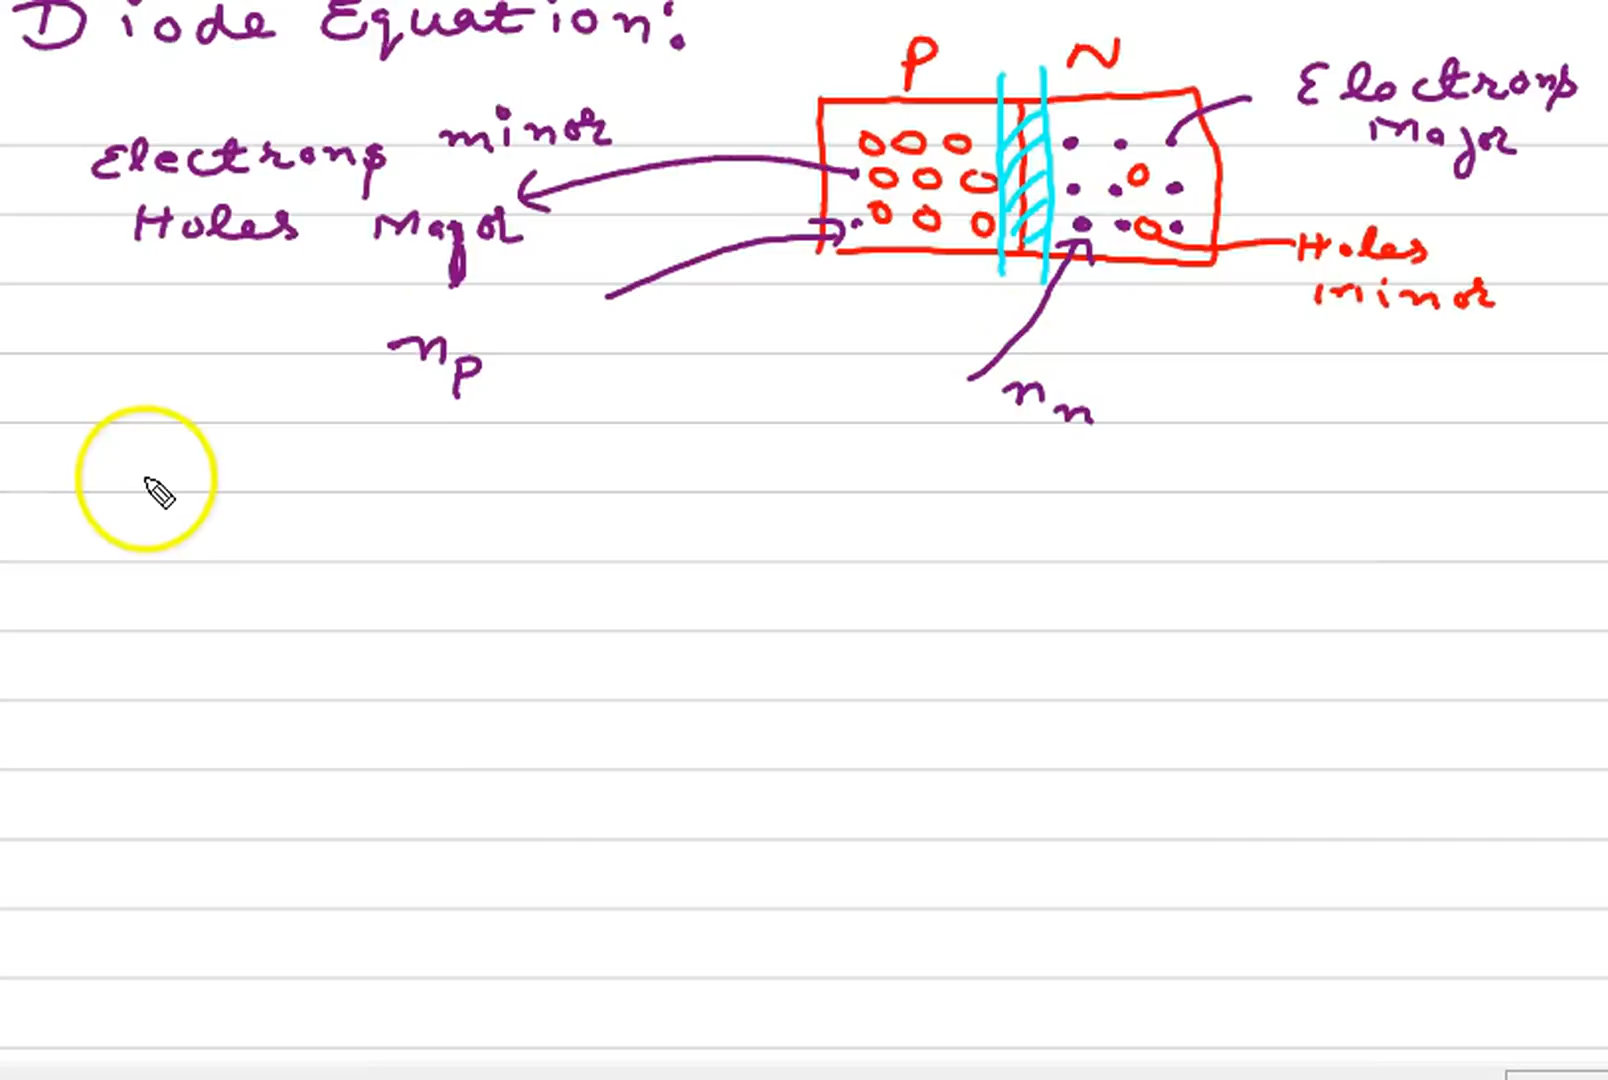 Diode Equation:
P N
Electrons minor
Holes Major
Electrons
Major
Holes
minor
np
nn